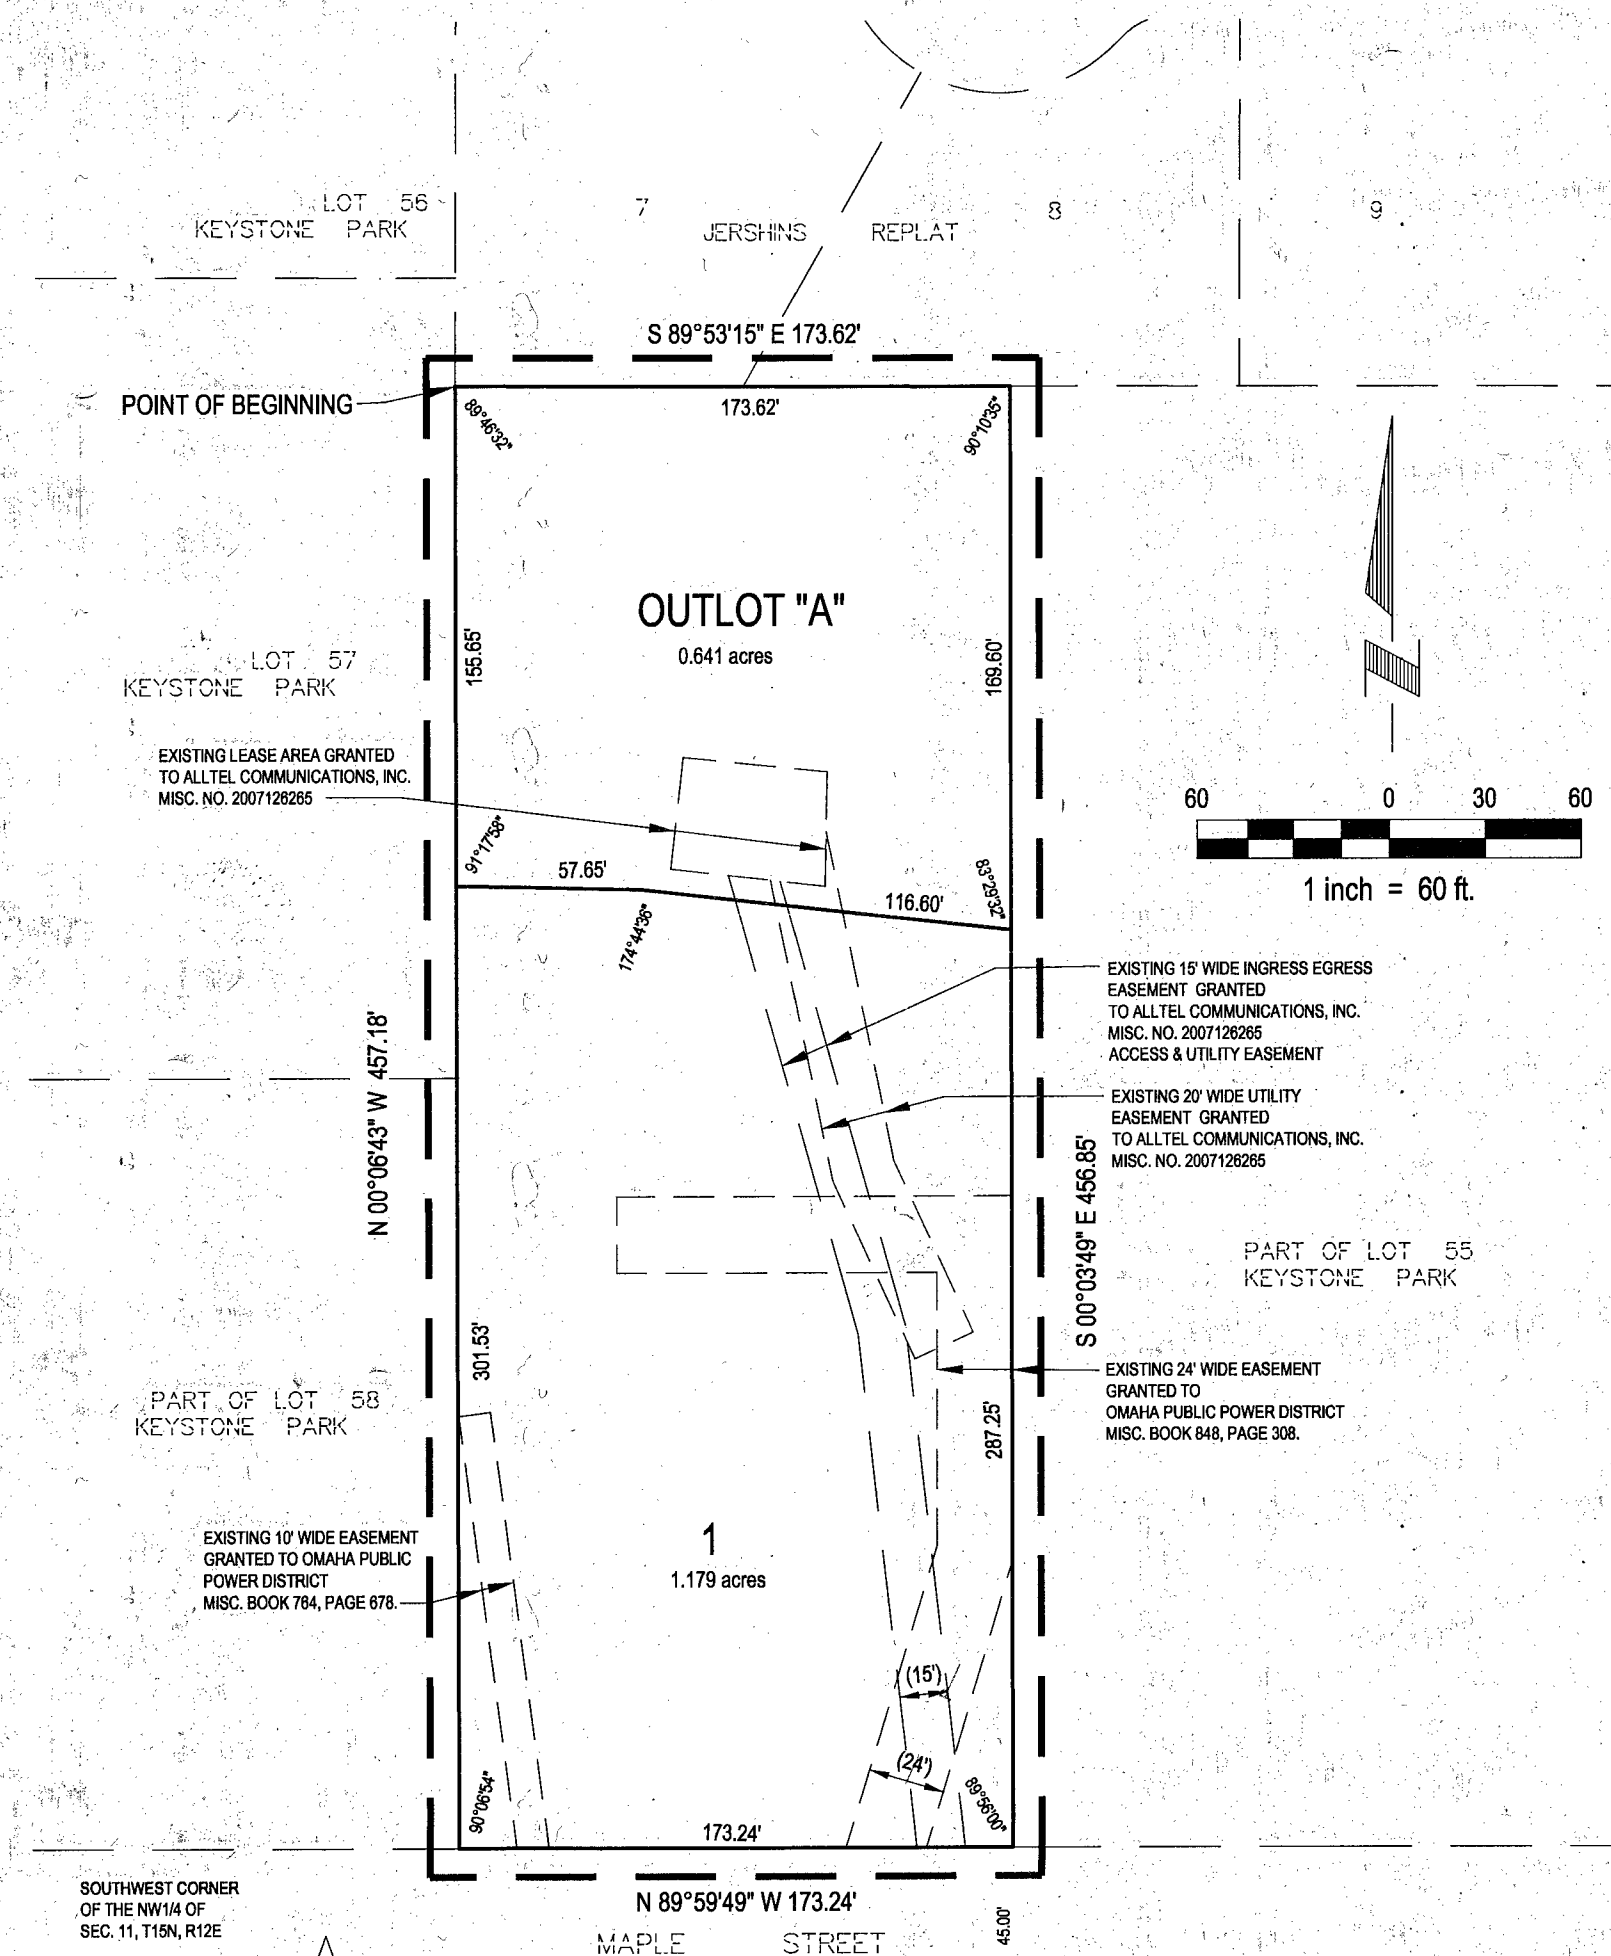 LOT 56
KEYSTONE PARK
7
JERSHINS REPLAT
8
9
S 89°53'15" E 173.62'
POINT OF BEGINNING
89°46'32"
173.62'
90°10'35"
OUTLOT "A"
0.641 acres
155.65'
169.60'
LOT 57
KEYSTONE PARK
EXISTING LEASE AREA GRANTED
TO ALLTEL COMMUNICATIONS, INC.
MISC. NO. 2007126265
60 0 30 60
1 inch = 60 ft.
91°17'58"
57.65'
174°44'36"
116.60'
83°29'32"
EXISTING 15' WIDE INGRESS EGRESS
EASEMENT GRANTED
TO ALLTEL COMMUNICATIONS, INC.
MISC. NO. 2007126265
ACCESS & UTILITY EASEMENT
EXISTING 20' WIDE UTILITY
EASEMENT GRANTED
TO ALLTEL COMMUNICATIONS, INC.
MISC. NO. 2007126265
N 00°06'43" W 457.18'
S 00°03'49" E 456.85'
PART OF LOT 55
KEYSTONE PARK
301.53'
287.25'
EXISTING 24' WIDE EASEMENT
GRANTED TO
OMAHA PUBLIC POWER DISTRICT
MISC. BOOK 848, PAGE 308.
PART OF LOT 58
KEYSTONE PARK
EXISTING 10' WIDE EASEMENT
GRANTED TO OMAHA PUBLIC
POWER DISTRICT
MISC. BOOK 764, PAGE 678.
1
1.179 acres
(15')
(24')
90°06'54"
173.24'
89°56'00"
SOUTHWEST CORNER
OF THE NW1/4 OF
SEC. 11, T15N, R12E
N 89°59'49" W 173.24'
45.00'
MAPLE STREET